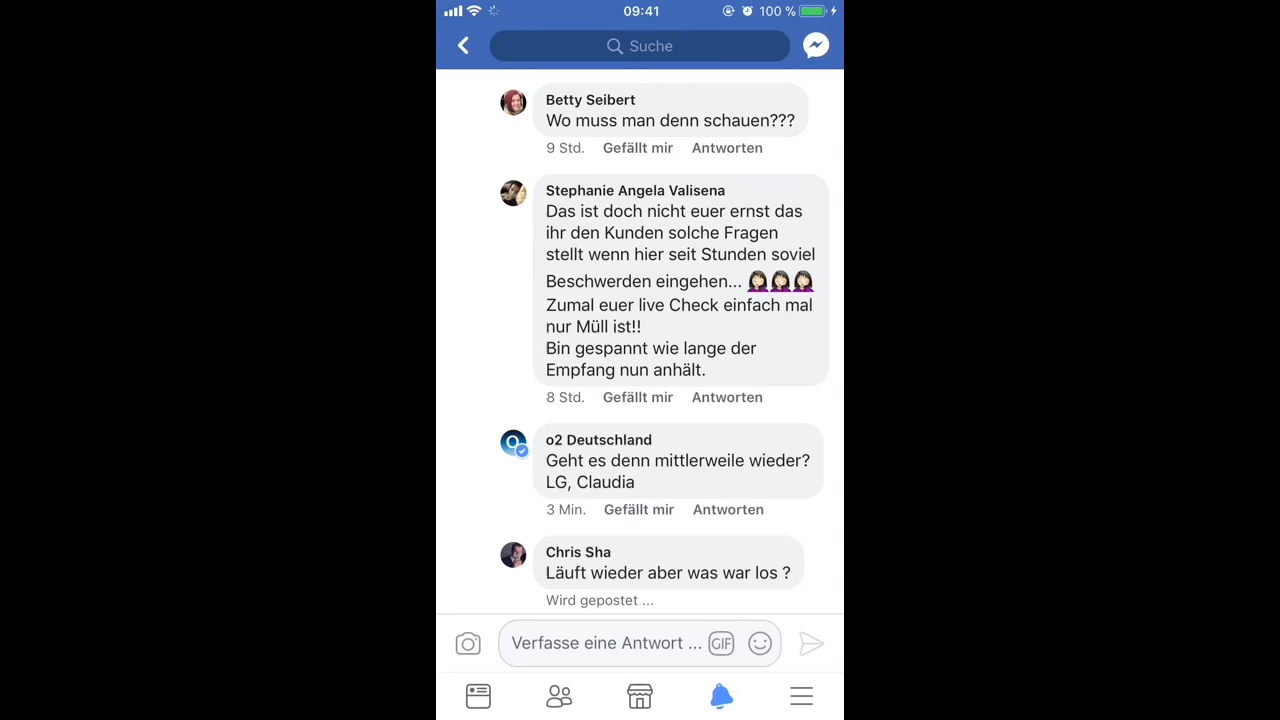 09:41
100 %
Suche
Betty Seibert
Wo muss man denn schauen???
9 Std. Gefällt mir Antworten
Stephanie Angela Valisena
Das ist doch nicht euer ernst das
ihr den Kunden solche Fragen
stellt wenn hier seit Stunden soviel
Beschwerden eingehen... 🤦🏻‍♀️🤦🏻‍♀️🤦🏻‍♀️
Zumal euer live Check einfach mal
nur Müll ist!!
Bin gespannt wie lange der
Empfang nun anhält.
8 Std. Gefällt mir Antworten
o2 Deutschland
Geht es denn mittlerweile wieder?
LG, Claudia
3 Min. Gefällt mir Antworten
Chris Sha
Läuft wieder aber was war los ?
Wird gepostet ...
Verfasse eine Antwort ... GIF